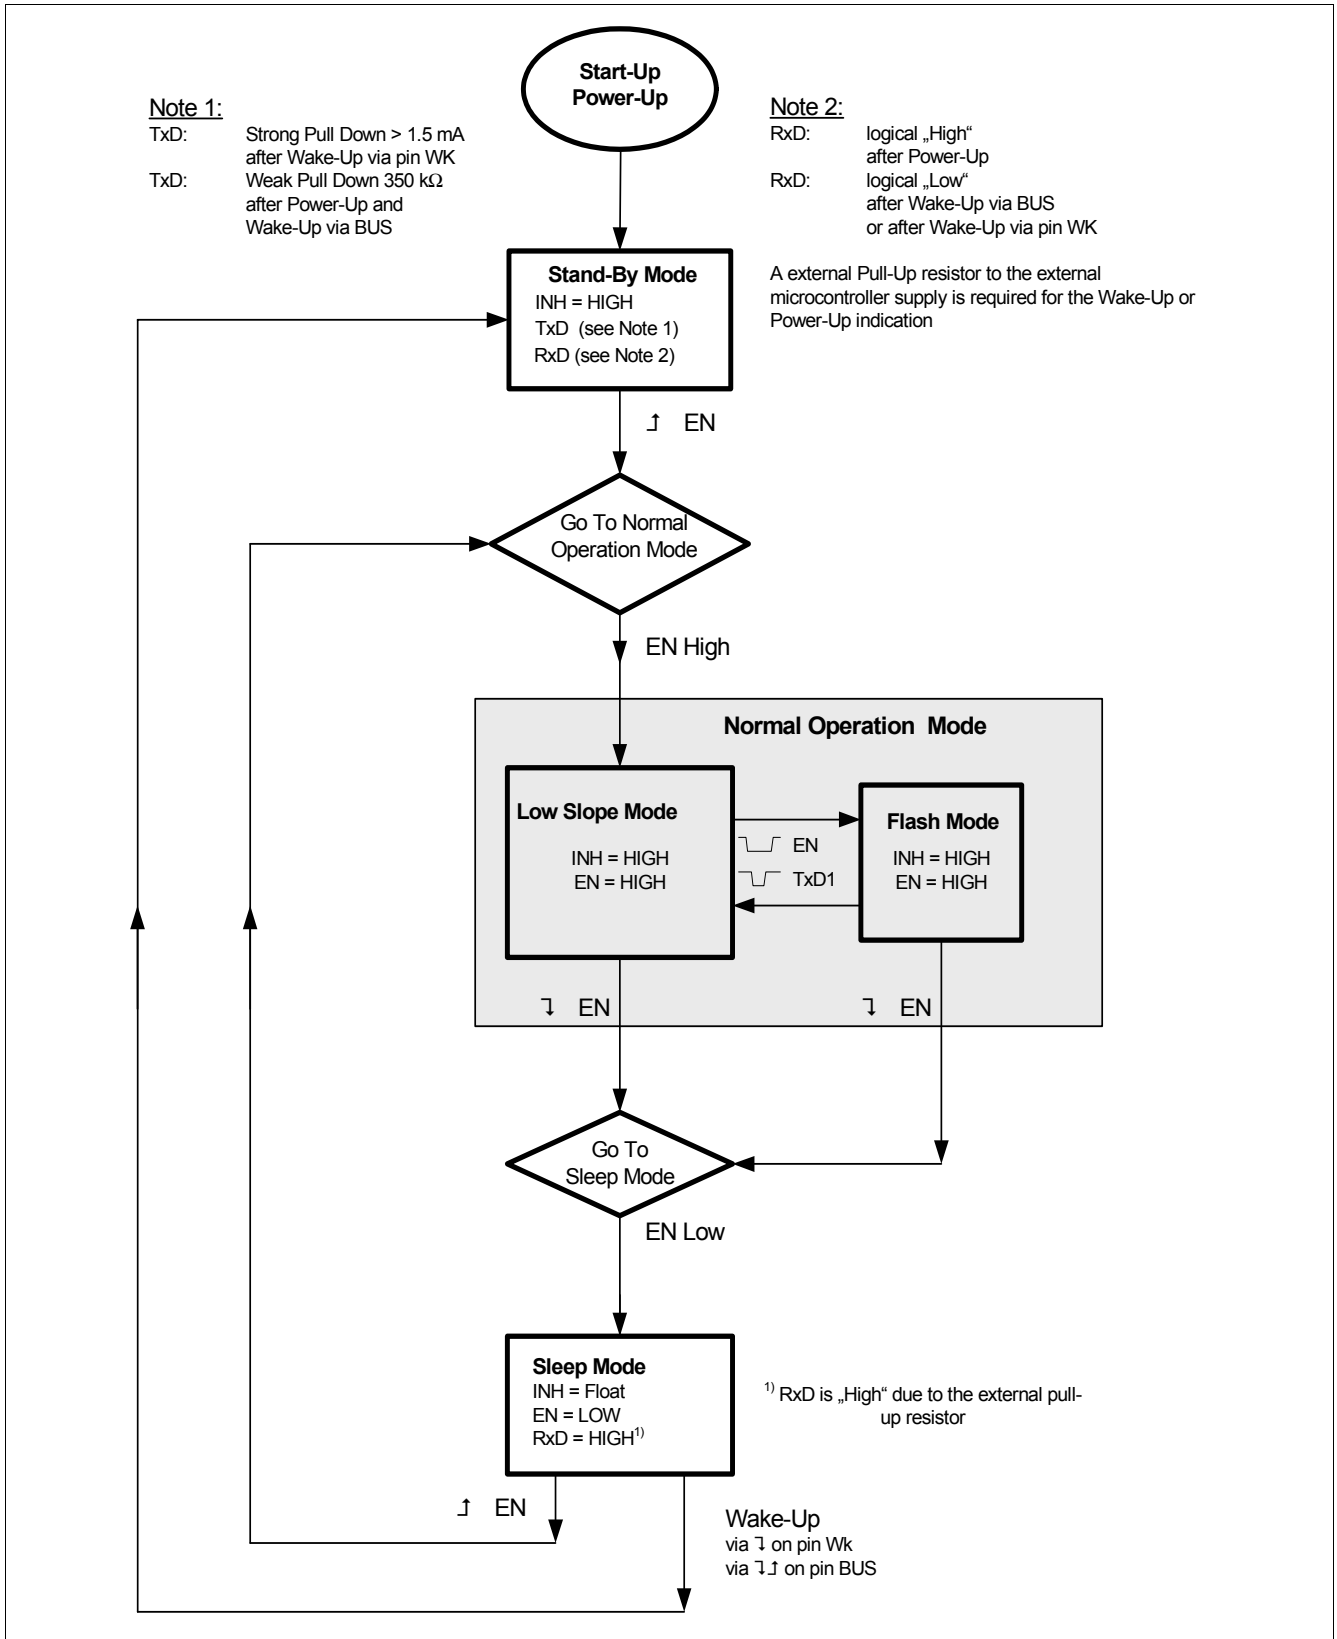 Start-Up
Power-Up
Note 1:
TxD: Strong Pull Down > 1.5 mA
after Wake-Up via pin WK
TxD: Weak Pull Down 350 kΩ
after Power-Up and
Wake-Up via BUS
Note 2:
RxD: logical „High“
after Power-Up
RxD: logical „Low“
after Wake-Up via BUS
or after Wake-Up via pin WK
A external Pull-Up resistor to the external
microcontroller supply is required for the Wake-Up or
Power-Up indication
Stand-By Mode
INH = HIGH
TxD (see Note 1)
RxD (see Note 2)
EN
Go To Normal
Operation Mode
EN High
Normal Operation Mode
Low Slope Mode
INH = HIGH
EN = HIGH
EN
TxD1
Flash Mode
INH = HIGH
EN = HIGH
EN
EN
Go To
Sleep Mode
EN Low
Sleep Mode
INH = Float
EN = LOW
RxD = HIGH1)
1) RxD is „High“ due to the external pull-
up resistor
EN
Wake-Up
via on pin Wk
via on pin BUS